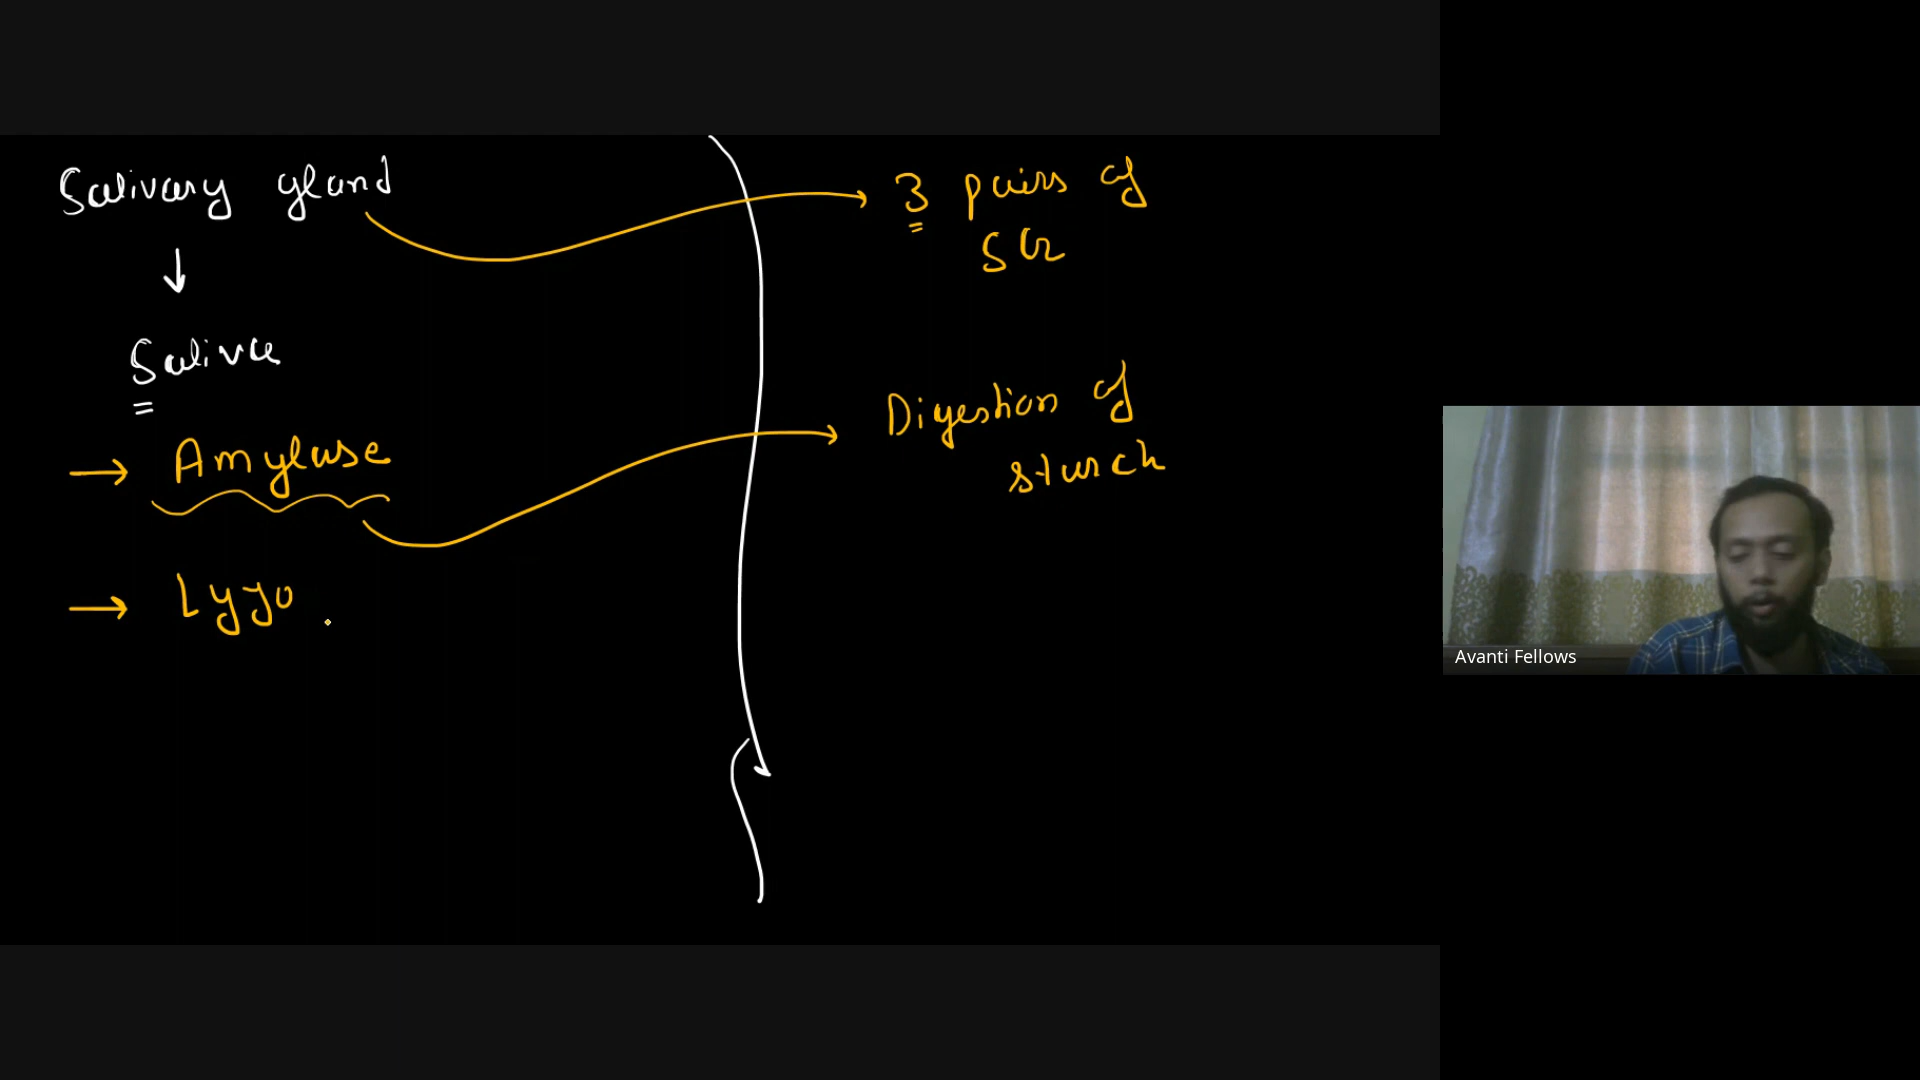 Salivary gland
3 pairs of
SG
Saliva
Amylase
Digestion of
starch
Lyzo
Avanti Fellows